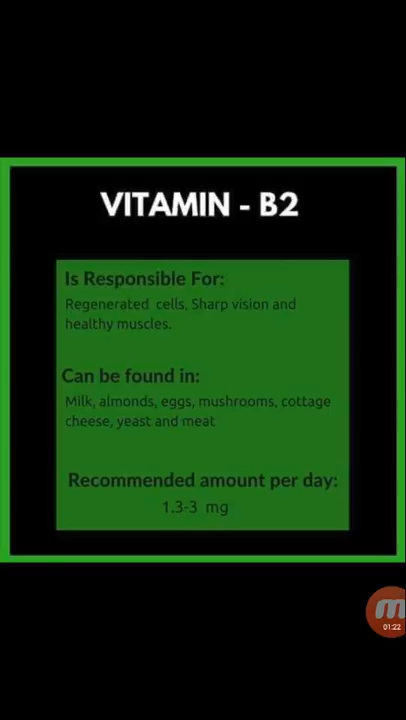 VITAMIN - B2
Is Responsible For:
Regenerated cells, Sharp vision and
healthy muscles.
Can be found in:
Milk, almonds, eggs, mushrooms, cottage
cheese, yeast and meat
Recommended amount per day:
1.3-3 mg
01:22